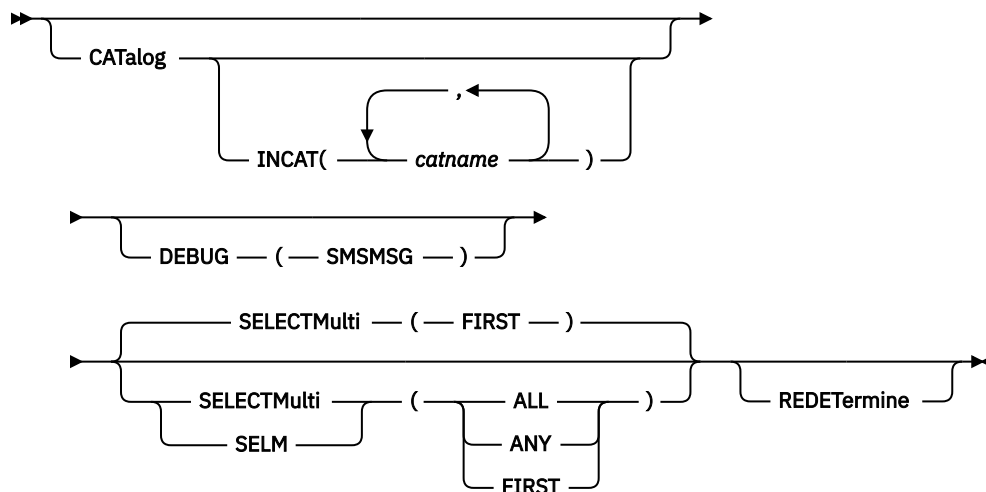 CATalog
,
INCAT( catname )
DEBUG ( SMSMSG )
SELECTMulti ( FIRST )
SELECTMulti ( ALL )
REDETermine
SELM
ANY
FIRST